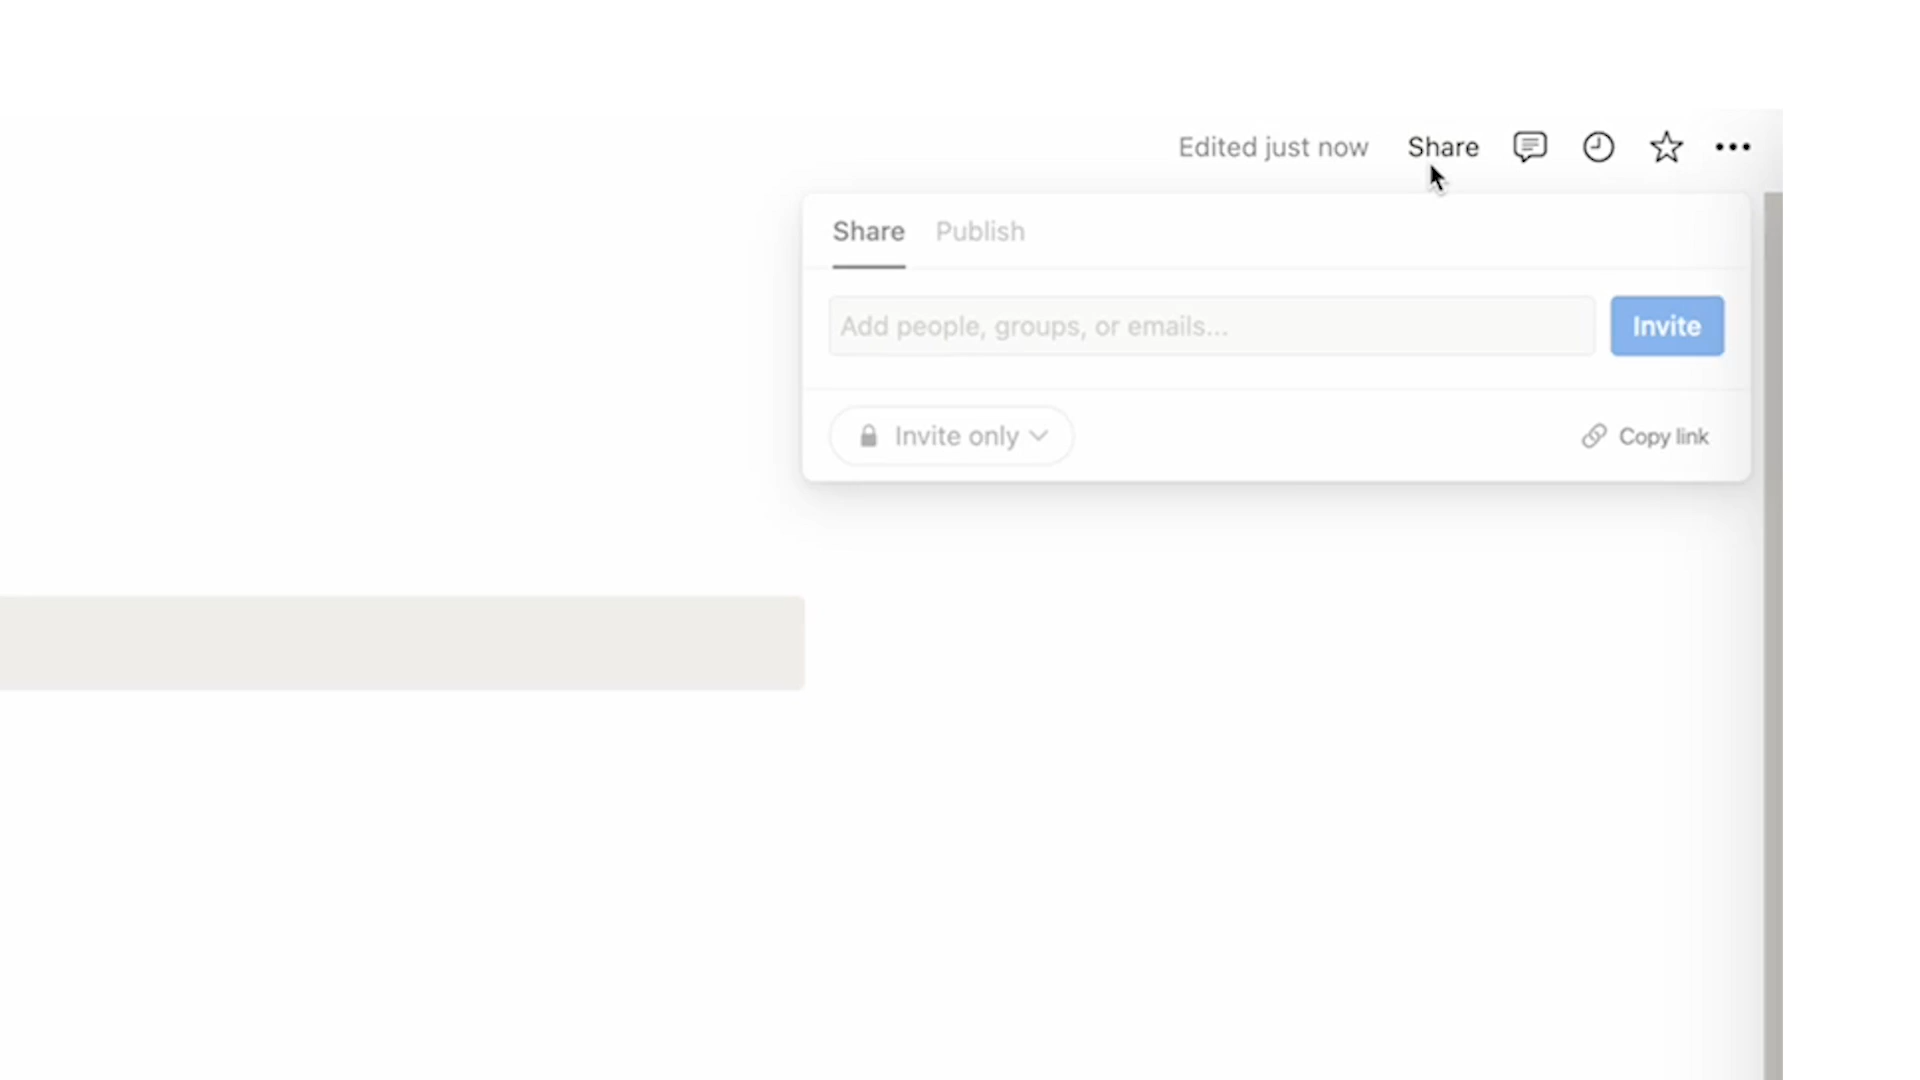 Edited just now Share
Share Publish
Add people, groups, or emails... Invite
Invite only Copy link